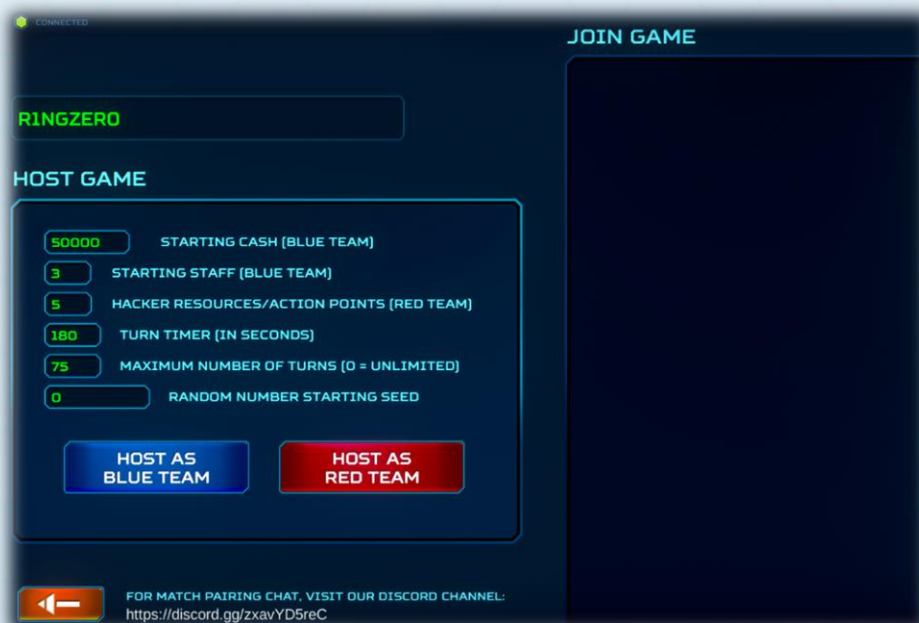 CONNECTED
JOIN GAME
R1NGZERO
HOST GAME
50000 STARTING CASH (BLUE TEAM)
3 STARTING STAFF (BLUE TEAM)
5 HACKER RESOURCES/ACTION POINTS (RED TEAM)
180 TURN TIMER (IN SECONDS)
75 MAXIMUM NUMBER OF TURNS (0 = UNLIMITED)
0 RANDOM NUMBER STARTING SEED
HOST AS
BLUE TEAM
HOST AS
RED TEAM
FOR MATCH PAIRING CHAT, VISIT OUR DISCORD CHANNEL:
https://discord.gg/zxavYD5reC